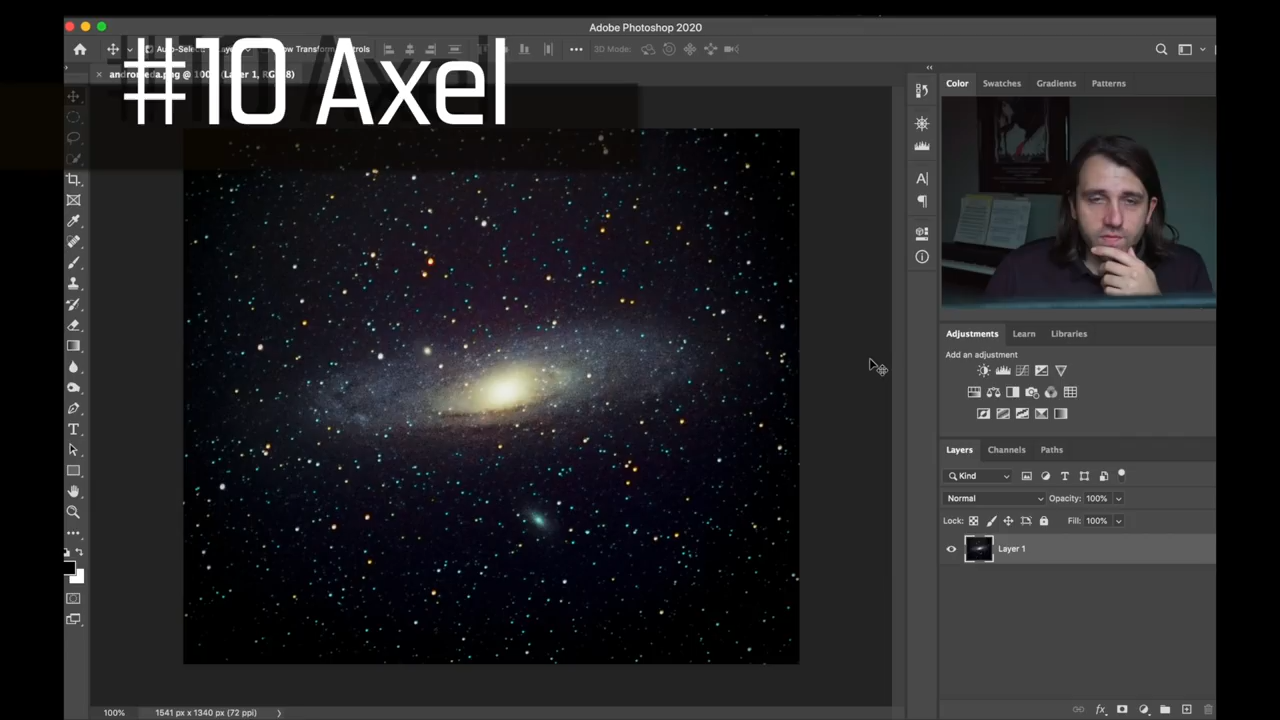 Adobe Photoshop 2020
#10 Axel
3D Mode:
Color
Swatches
Gradients
Patterns
Adjustments
Learn
Libraries
Add an adjustment
Layers
Channels
Paths
Kind
Normal
Opacity: 100%
Lock:
Fill: 100%
Layer 1
100%
1541 px x 1340 px (72 ppi)